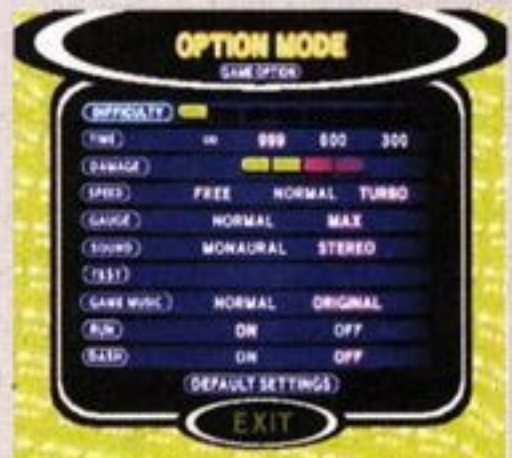 OPTION MODE
GAME OPTION
DIFFICULTY
TIME ∞ 999 600 300
DAMAGE
SPEED FREE NORMAL TURBO
GAUGE NORMAL MAX
SOUND MONAURAL STEREO
TEST
GAME MUSIC NORMAL ORIGINAL
RUN ON OFF
DASH ON OFF
DEFAULT SETTINGS
EXIT